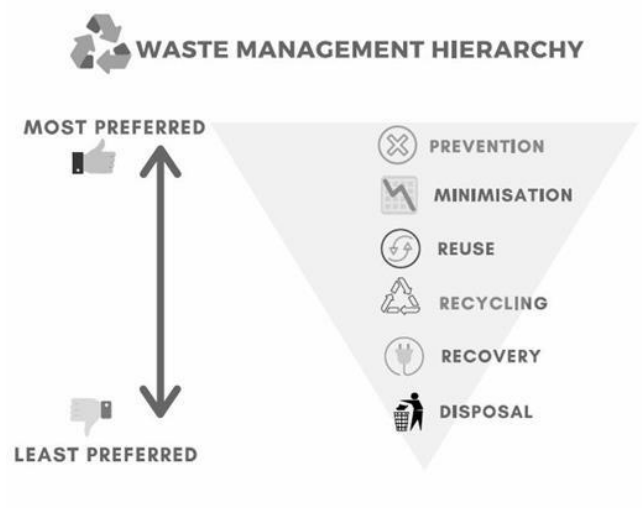 WASTE MANAGEMENT HIERARCHY
MOST PREFERRED
PREVENTION
MINIMISATION
REUSE
RECYCLING
RECOVERY
DISPOSAL
LEAST PREFERRED